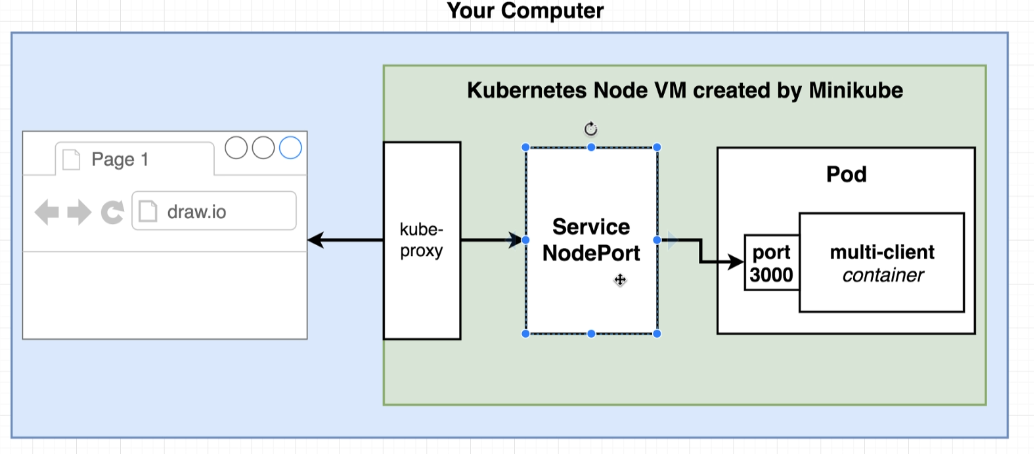 Your Computer
Kubernetes Node VM created by Minikube
Page 1
draw.io
kube-
proxy
Service
NodePort
Pod
port
3000
multi-client
container